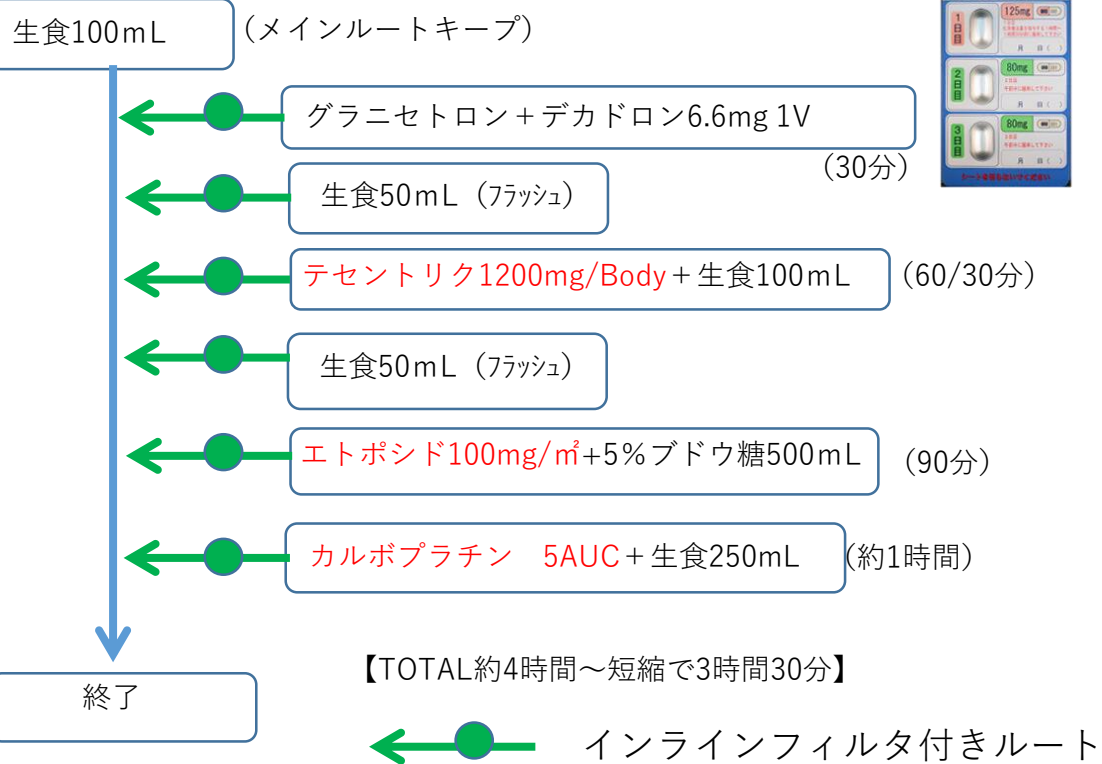 生食100mL
(メインルートキープ)
グラニセトロン+デカドロン6.6mg 1V
(30分)
生食50mL (フラッシュ)
テセントリク1200mg/Body+生食100mL
(60/30分)
生食50mL (フラッシュ)
エトポシド100mg/㎡+5%ブドウ糖500mL
(90分)
カルボプラチン 5AUC+生食250mL
(約1時間)
終了
【TOTAL約4時間～短縮で3時間30分】
インラインフィルタ付きルート
1日目
125mg
月 日( )
2日目
80mg
月 日( )
3日目
80mg
月 日( )